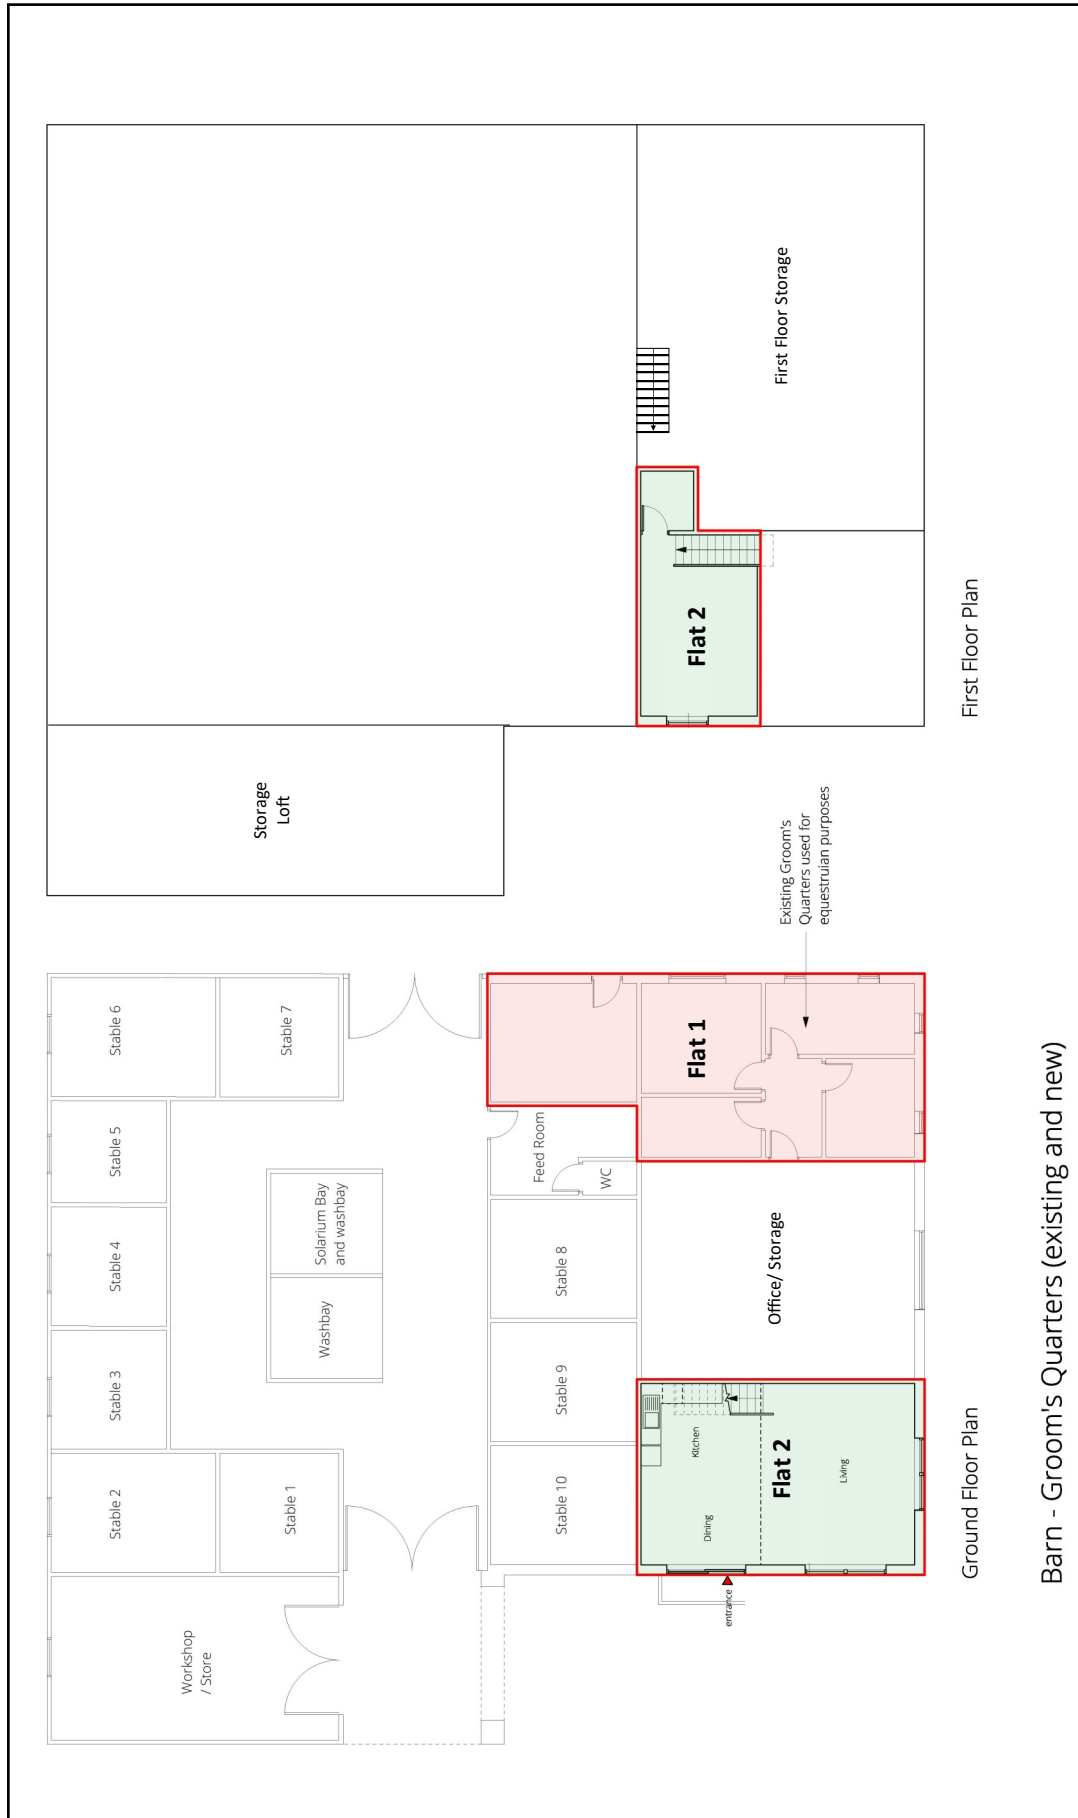 Workshop
/ Store
Stable 2
Stable 3
Stable 4
Stable 5
Stable 6
Stable 1
Stable 7
Washbay
Solarium Bay
and washbay
Stable 10
Stable 9
Stable 8
Feed Room
WC
entrance
Dining
Kitchen
Flat 2
Living
Office/ Storage
Flat 1
Existing Groom's
Quarters used for
equestruian purposes
Ground Floor Plan
Storage
Loft
Flat 2
First Floor Storage
First Floor Plan
Barn - Groom's Quarters (existing and new)